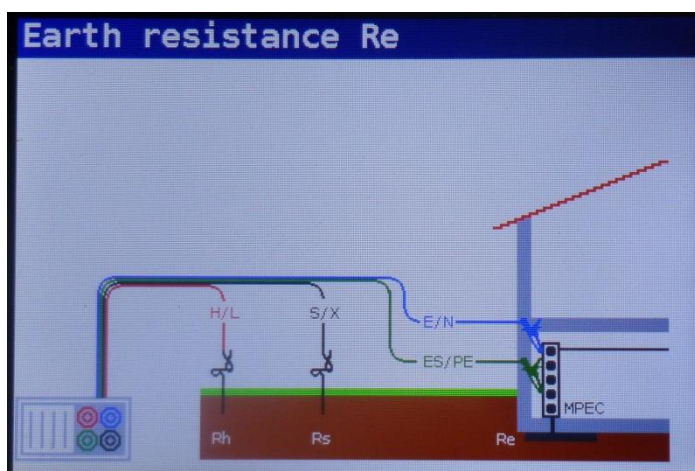 Earth resistance Re
H/L
S/X
E/N
ES/PE
MPEC
Rh
Rs
Re